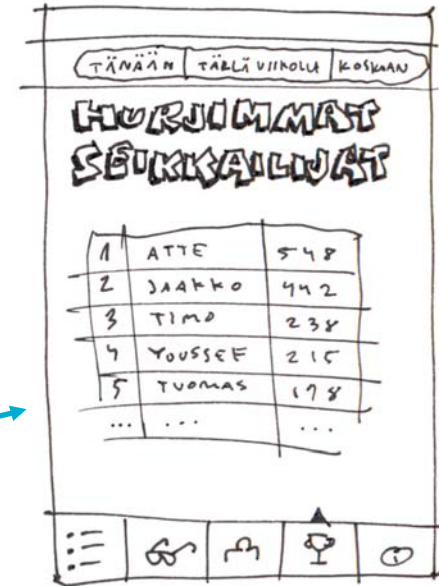 TÄNÄÄN TÄLLÄ VIIKOLLA KOSKAAN
HURJIMMAT
SEIKKAILIJAT
1 ATTE 548
2 JAAKKO 442
3 TIMO 238
4 YOUSSEF 215
5 TUOMAS 178
... ... ...
i